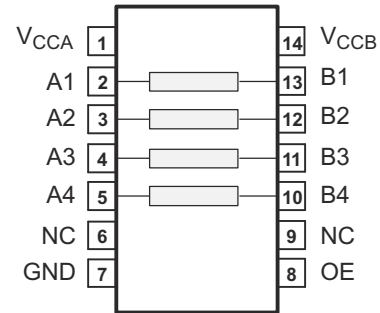 VCCA 1 14 VCCB
A1 2 13 B1
A2 3 12 B2
A3 4 11 B3
A4 5 10 B4
NC 6 9 NC
GND 7 8 OE